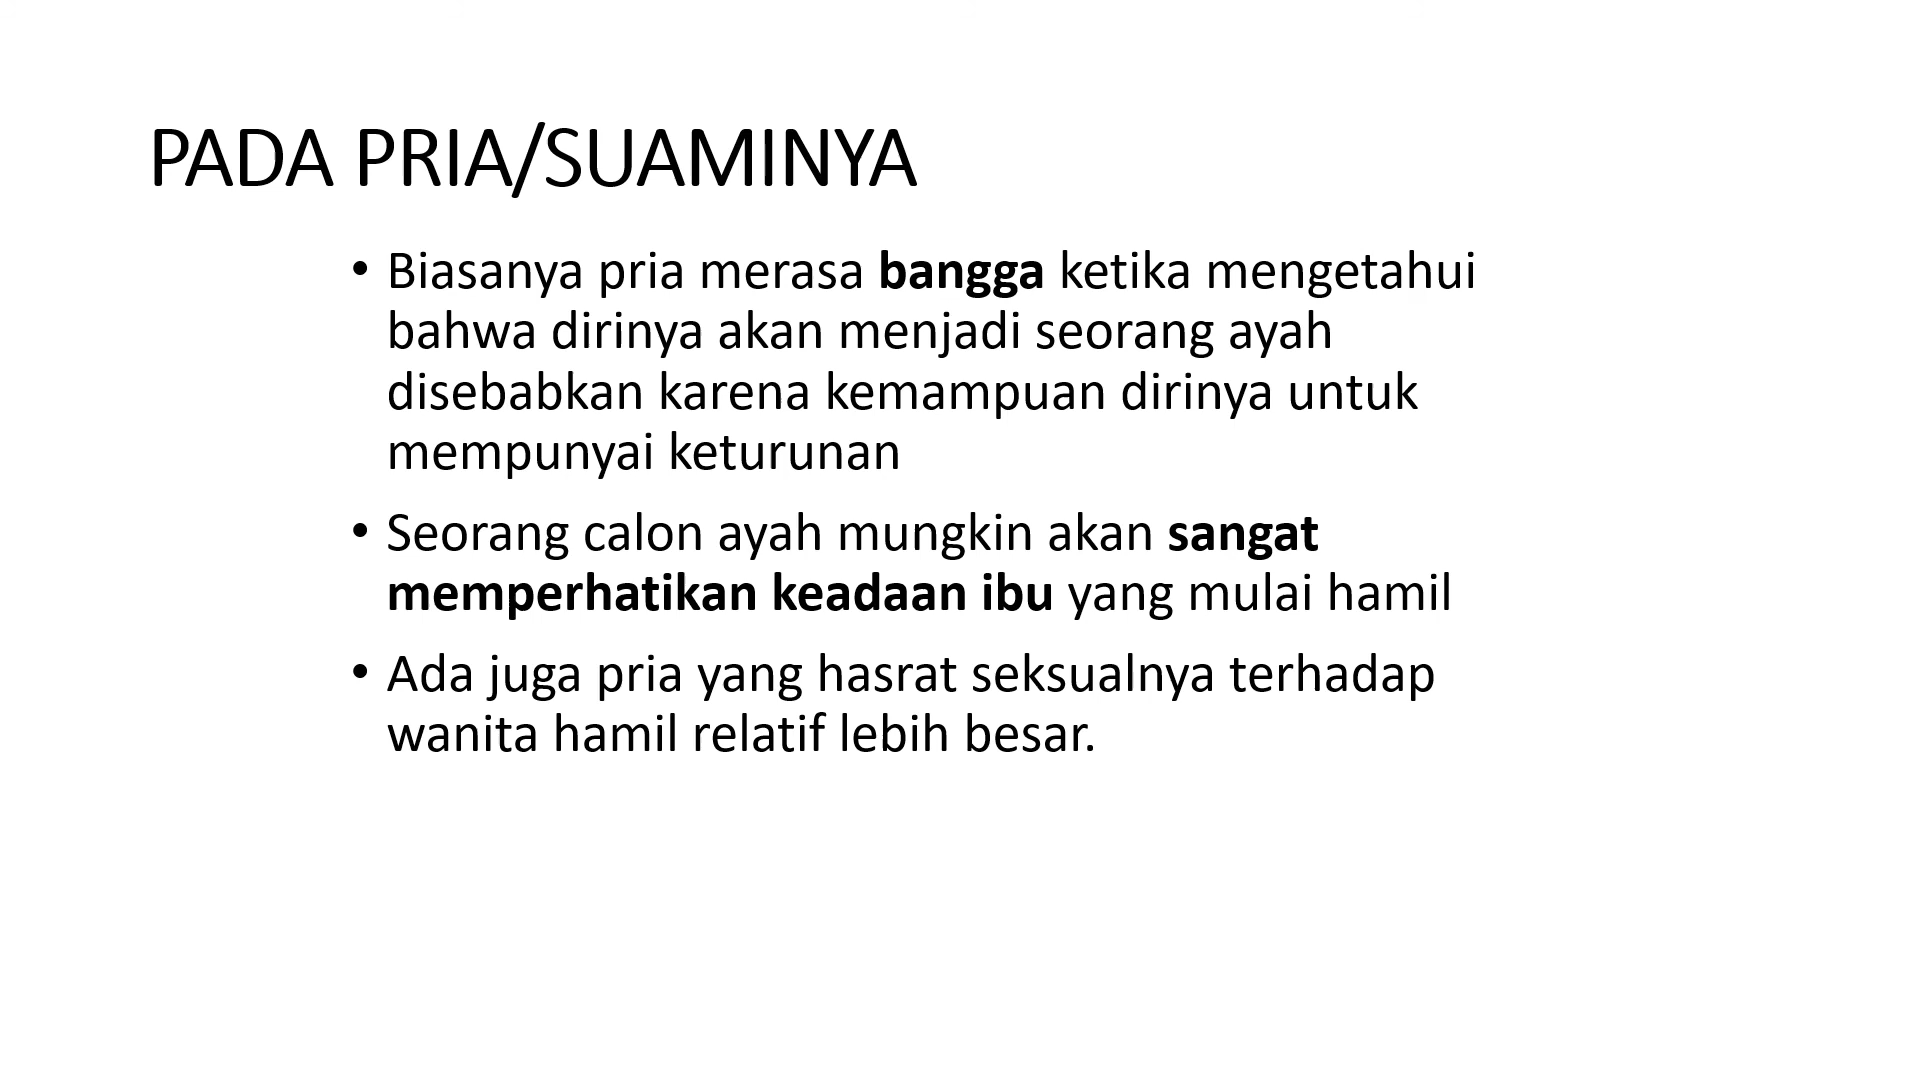 PADA PRIA/SUAMINYA
• Biasanya pria merasa bangga ketika mengetahui
bahwa dirinya akan menjadi seorang ayah
disebabkan karena kemampuan dirinya untuk
mempunyai keturunan
• Seorang calon ayah mungkin akan sangat
memperhatikan keadaan ibu yang mulai hamil
• Ada juga pria yang hasrat seksualnya terhadap
wanita hamil relatif lebih besar.